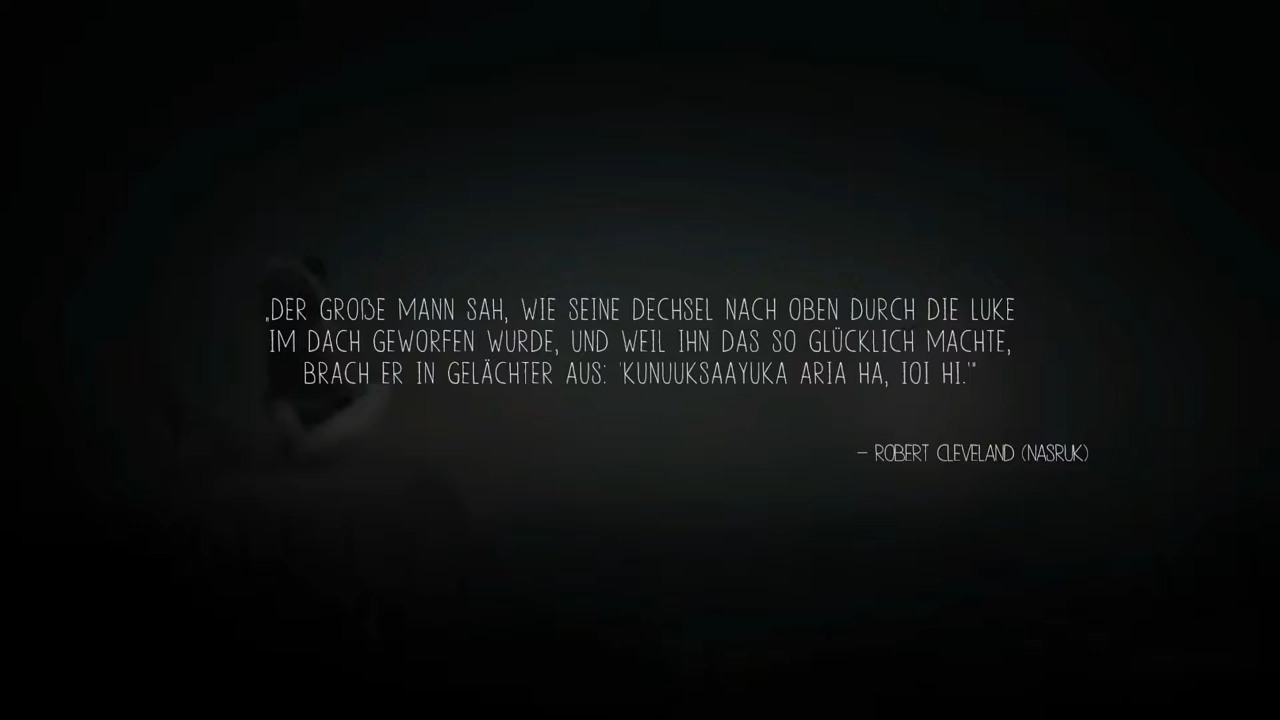 „DER GROẞE MANN SAH, WIE SEINE DECHSEL NACH OBEN DURCH DIE LUKE
IM DACH GEWORFEN WURDE, UND WEIL IHN DAS SO GLÜCKLICH MACHTE,
BRACH ER IN GELÄCHTER AUS: 'KUNUUKSAAYUKA ARIA HA, IOI HI.'"
– ROBERT CLEVELAND (NASRUK)